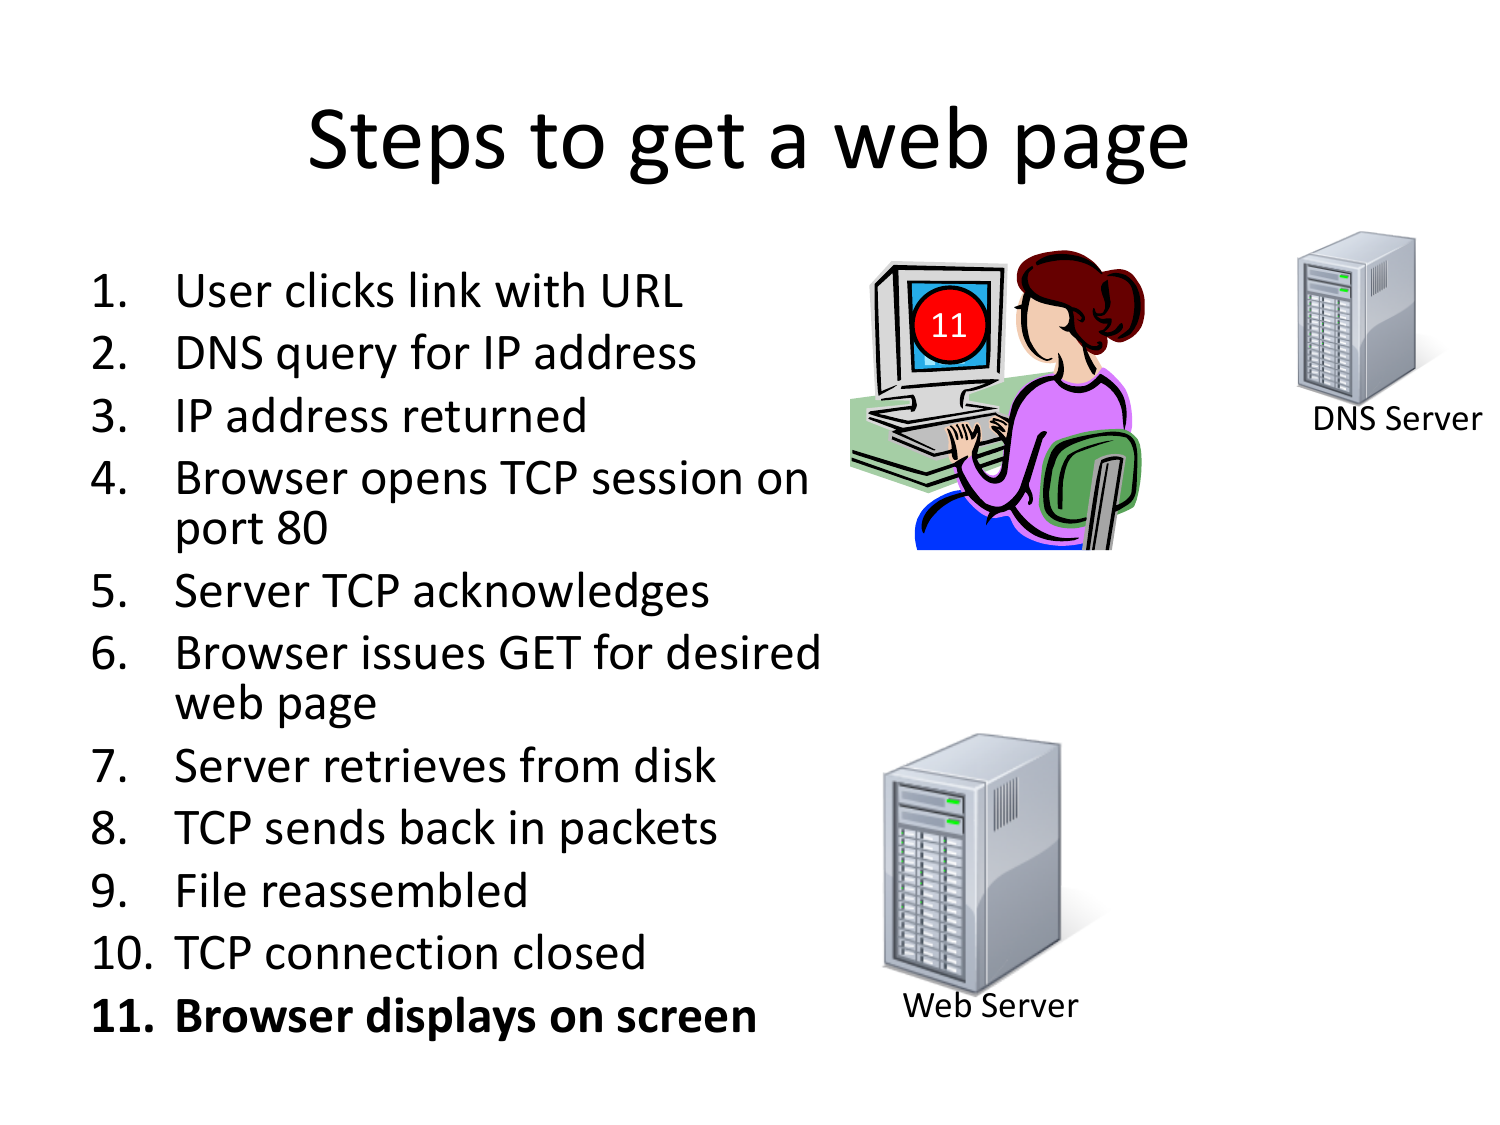 Steps to get a web page
1. User clicks link with URL
2. DNS query for IP address
3. IP address returned
4. Browser opens TCP session on
port 80
5. Server TCP acknowledges
6. Browser issues GET for desired
web page
7. Server retrieves from disk
8. TCP sends back in packets
9. File reassembled
10. TCP connection closed
11. Browser displays on screen
11
DNS Server
Web Server